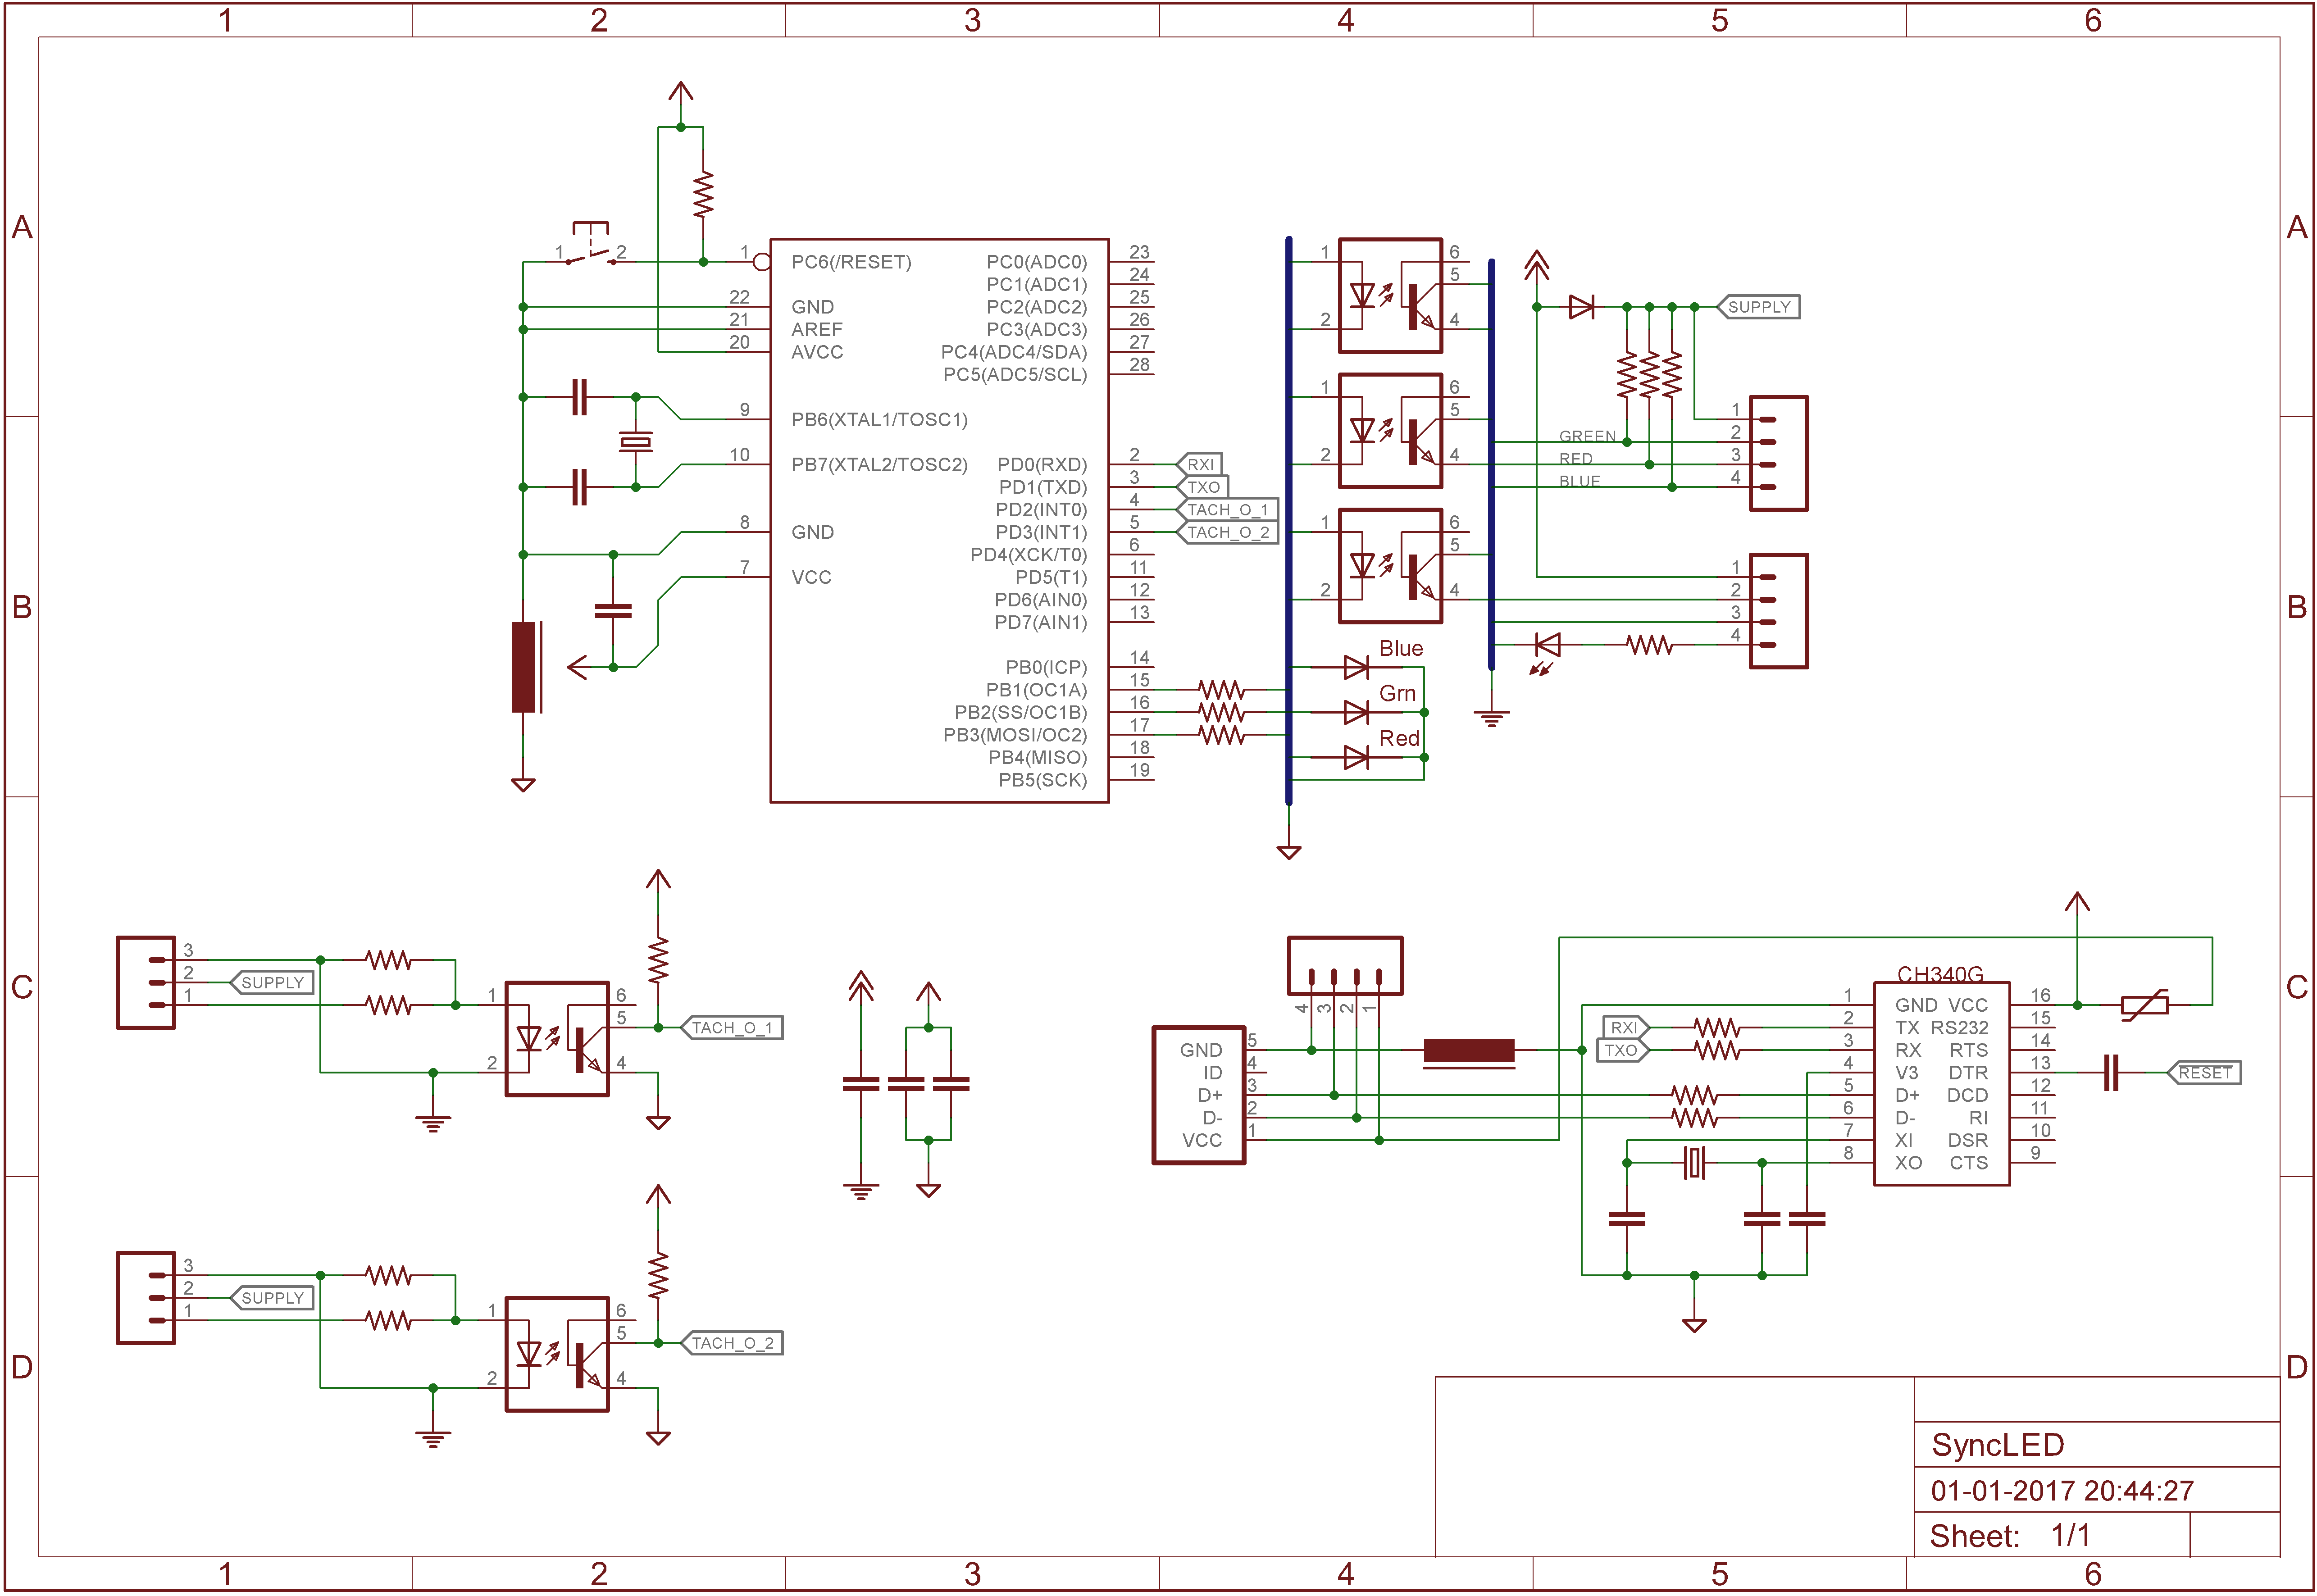 1 2 3 4 5 6
A A
B B
C C
D D
1 2
1 PC6(/RESET)
22 GND
21 AREF
20 AVCC
9 PB6(XTAL1/TOSC1)
10 PB7(XTAL2/TOSC2)
8 GND
7 VCC
PC0(ADC0) 23
PC1(ADC1) 24
PC2(ADC2) 25
PC3(ADC3) 26
PC4(ADC4/SDA) 27
PC5(ADC5/SCL) 28
PD0(RXD) 2 RXI
PD1(TXD) 3 TXO
PD2(INT0) 4 TACH_O_1
PD3(INT1) 5 TACH_O_2
PD4(XCK/T0) 6
PD5(T1) 11
PD6(AIN0) 12
PD7(AIN1) 13
PB0(ICP) 14
PB1(OC1A) 15
PB2(SS/OC1B) 16
PB3(MOSI/OC2) 17
PB4(MISO) 18
PB5(SCK) 19
1 6
5
2 4
1 6
5
2 4
1 6
5
2 4
Blue
Grn
Red
SUPPLY
1
GREEN 2
RED 3
BLUE 4
1
2
3
4
3
2 SUPPLY
1
1 6
5 TACH_O_1
2 4
3
2 SUPPLY
1
1 6
5 TACH_O_2
2 4
4 3 2 1
GND 5
ID 4
D+ 3
D- 2
VCC 1
CH340G
1 GND VCC 16
RXI 2 TX RS232 15
TXO 3 RX RTS 14
4 V3 DTR 13 RESET
5 D+ DCD 12
6 D- RI 11
7 XI DSR 10
8 XO CTS 9
SyncLED
01-01-2017 20:44:27
Sheet: 1/1
1 2 3 4 5 6